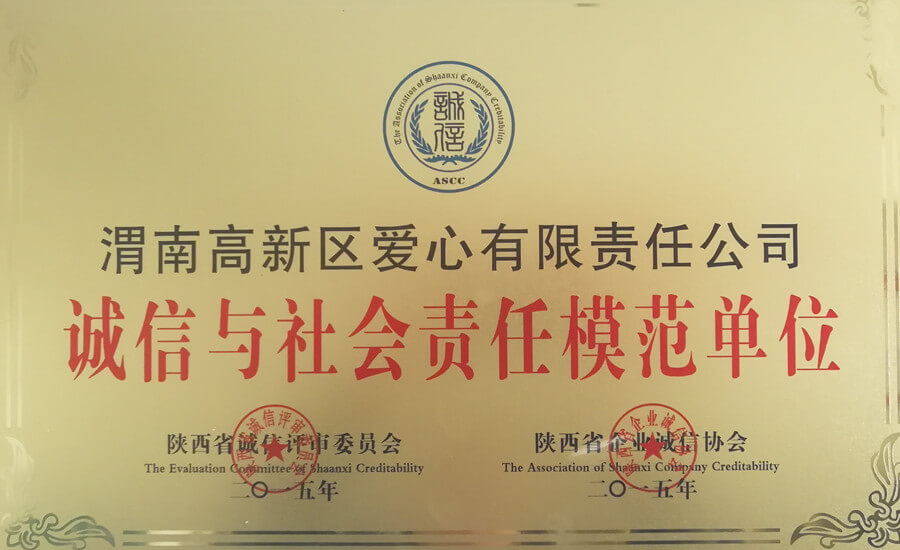 The Association of Shaanxi Company Creditability
誠信
ASCC
渭南高新区爱心有限责任公司
诚信与社会责任模范单位
陕西省诚信评审委员会
The Evaluation Committee of Shaanxi Creditability
二〇一五年
陕西省企业诚信协会
The Association of Shaanxi Company Creditability
二〇一五年